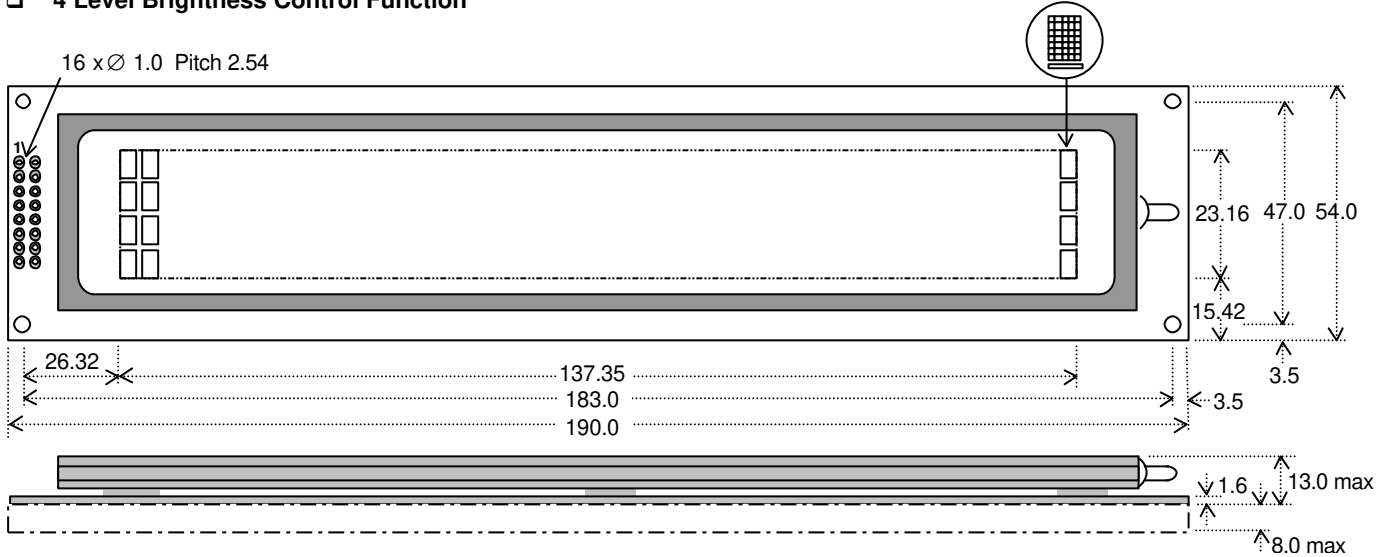 ❑ 4 Level Brightness Control Function
16 x ∅ 1.0 Pitch 2.54
1
23.16 47.0 54.0
15.42
26.32
137.35
3.5
183.0
3.5
190.0
1.6
13.0 max
8.0 max